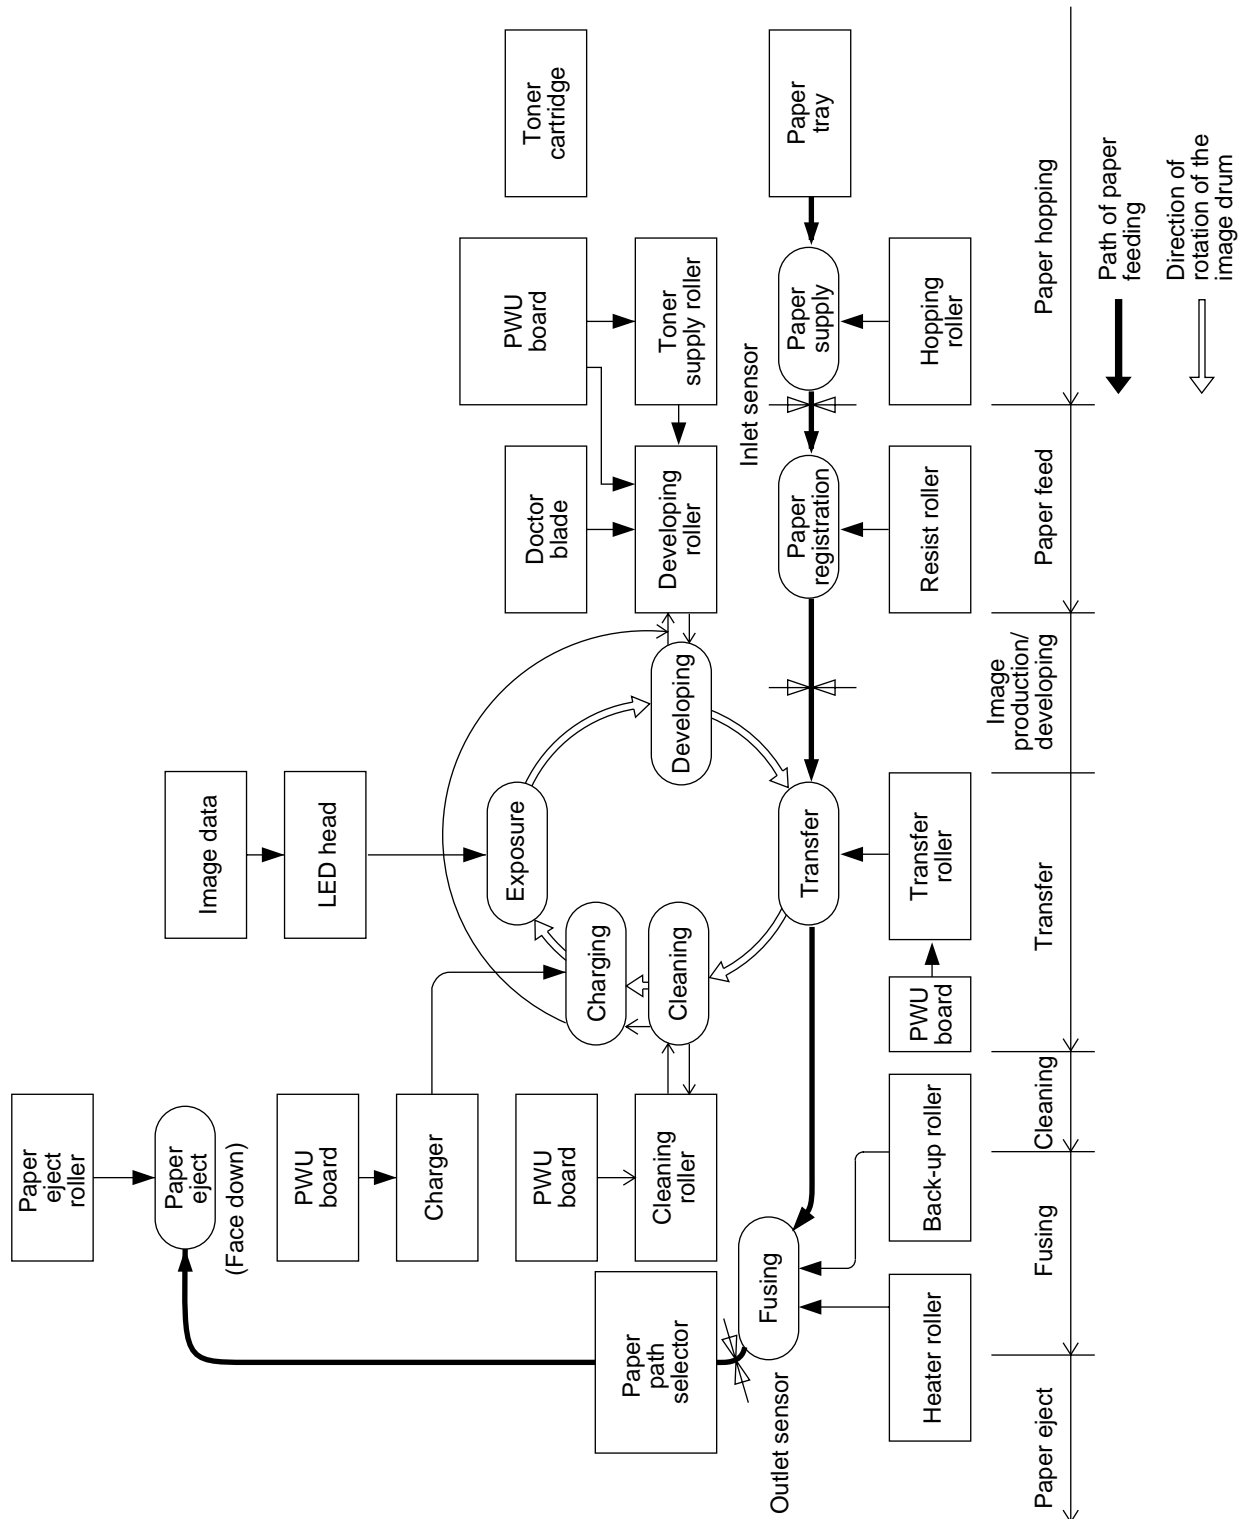 Paper
eject
roller
Paper
eject
(Face down)
PWU
board
Charger
PWU
board
Cleaning
roller
Paper
path
selector
Outlet sensor
Fusing
Heater roller
Back-up roller
Image data
LED head
Exposure
Charging
Cleaning
Developing
Transfer
Transfer
roller
PWU
board
Doctor
blade
Developing
roller
PWU
board
Toner
supply roller
Toner
cartridge
Inlet sensor
Paper
registration
Resist roller
Paper
supply
Hopping
roller
Paper
tray
Paper eject
Fusing
Cleaning
Transfer
Image
production/
developing
Paper feed
Paper hopping
Path of paper
feeding
Direction of
rotation of the
image drum